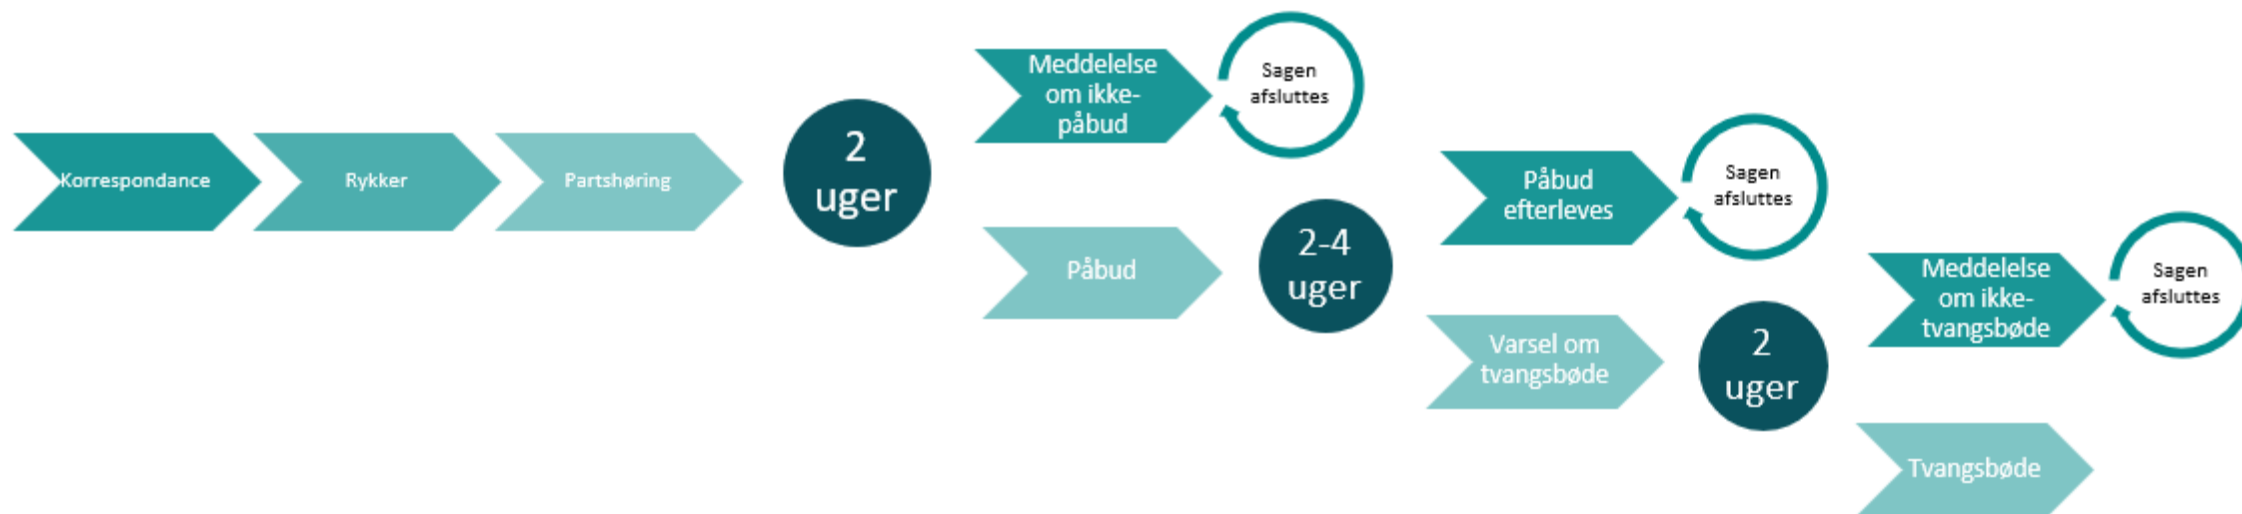 Korrespondance
Rykker
Partshøring
2
uger
Meddelelse
om ikke-
påbud
Sagen
afsluttes
Påbud
2-4
uger
Påbud
efterleves
Sagen
afsluttes
Varsel om
tvangsbøde
2
uger
Meddelelse
om ikke-
tvangsbøde
Sagen
afsluttes
Tvangsbøde